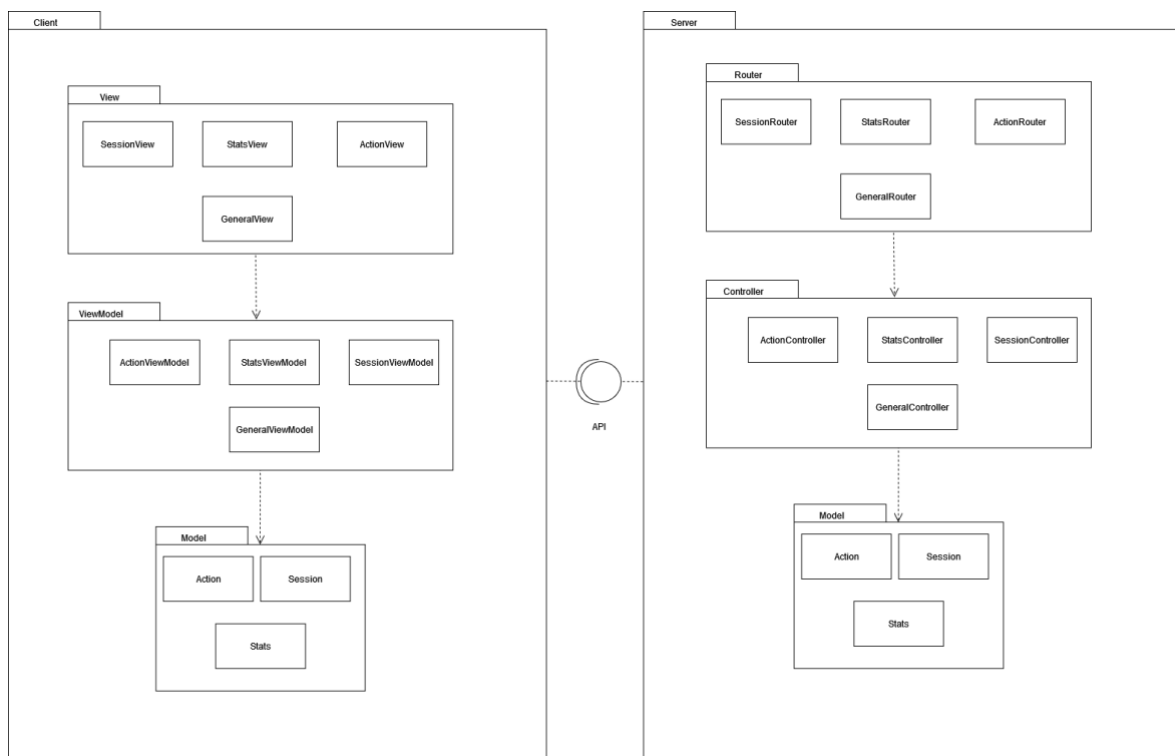 Client
View
SessionView
StatsView
ActionView
GeneralView
ViewModel
ActionViewModel
StatsViewModel
SessionViewModel
GeneralViewModel
Model
Action
Session
Stats
API
Server
Router
SessionRouter
StatsRouter
ActionRouter
GeneralRouter
Controller
ActionController
StatsController
SessionController
GeneralController
Model
Action
Session
Stats